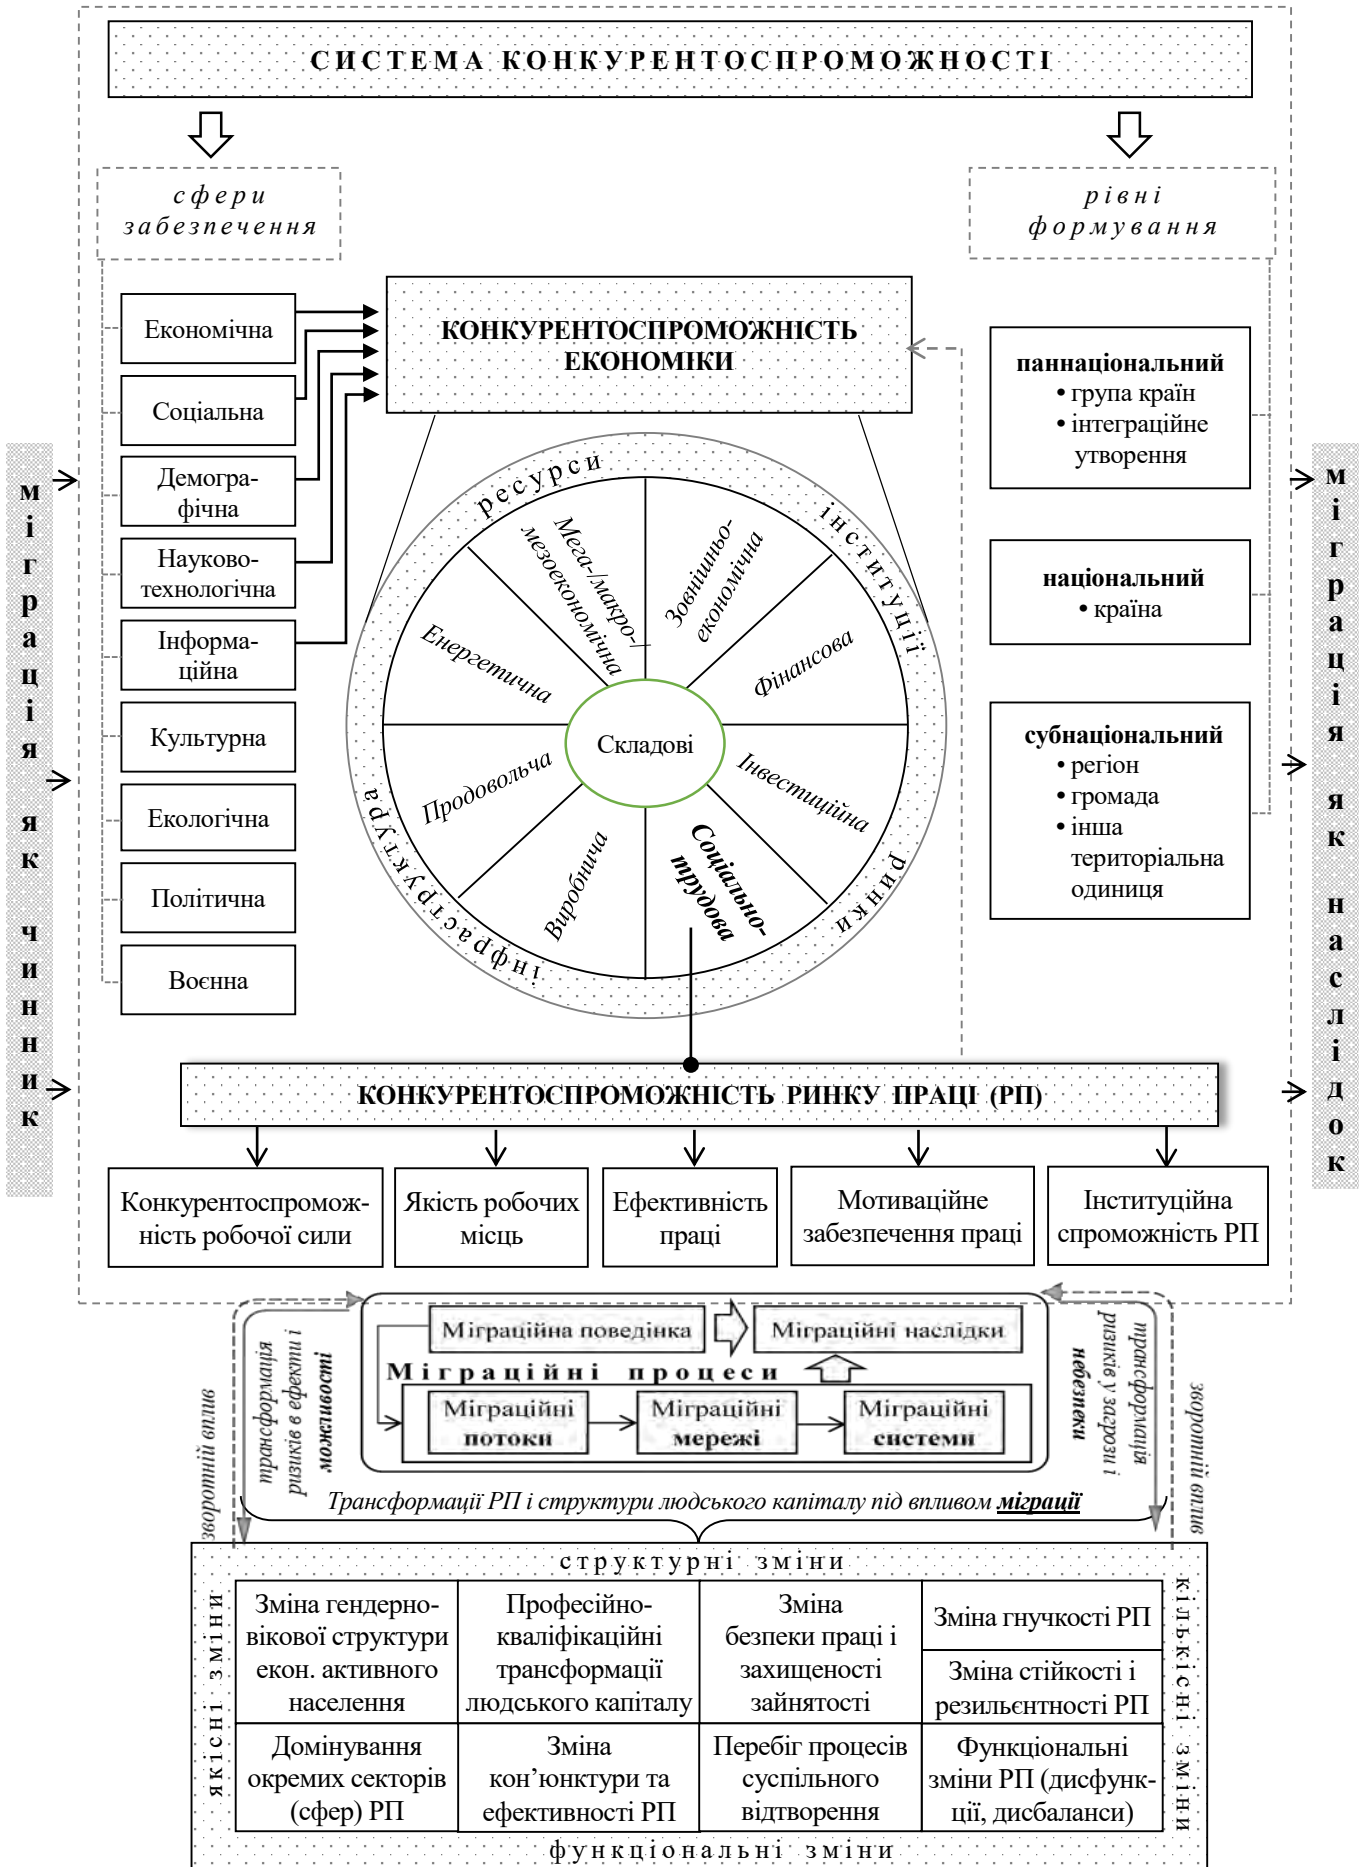 СИСТЕМА КОНКУРЕНТОСПРОМОЖНОСТІ
сфери
забезпечення
рівні
формування
міграція як чинник
Економічна
Соціальна
Демогра-
фічна
Науково-
технологічна
Інформа-
ційна
Культурна
Екологічна
Політична
Воєнна
КОНКУРЕНТОСПРОМОЖНІСТЬ
ЕКОНОМІКИ
ресурси
інституції
ринки
інфраструктура
Мега-/макро-/
мезоекономічна
Зовнішньо-
економічна
Фінансова
Інвестиційна
Соціально-
трудова
Виробнича
Продовольча
Енергетична
Складові
паннаціональний
• група країн
• інтеграційне
утворення
національний
• країна
субнаціональний
• регіон
• громада
• інша
територіальна
одиниця
міграція як наслідок
КОНКУРЕНТОСПРОМОЖНІСТЬ РИНКУ ПРАЦІ (РП)
Конкурентоспромож-
ність робочої сили
Якість робочих
місць
Ефективність
праці
Мотиваційне
забезпечення праці
Інституційна
спроможність РП
зворотній вплив
трансформація
ризиків в ефекти і
можливості
Міграційна поведінка
Міграційні наслідки
Міграційні процеси
Міграційні
потоки
Міграційні
мережі
Міграційні
системи
трансформація
ризиків у загрози і
небезпеки
зворотній вплив
Трансформації РП і структури людського капіталу під впливом міграції
структурні зміни
якісні зміни
Зміна гендерно-
вікової структури
екон. активного
населення
Професійно-
кваліфікаційні
трансформації
людського капіталу
Зміна
безпеки праці і
захищеності
зайнятості
Зміна гнучкості РП
Зміна стійкості і
резильєнтності РП
Домінування
окремих секторів
(сфер) РП
Зміна
кон’юнктури та
ефективності РП
Перебіг процесів
суспільного
відтворення
Функціональні
зміни РП (дисфунк-
ції, дисбаланси)
кількісні зміни
функціональні зміни